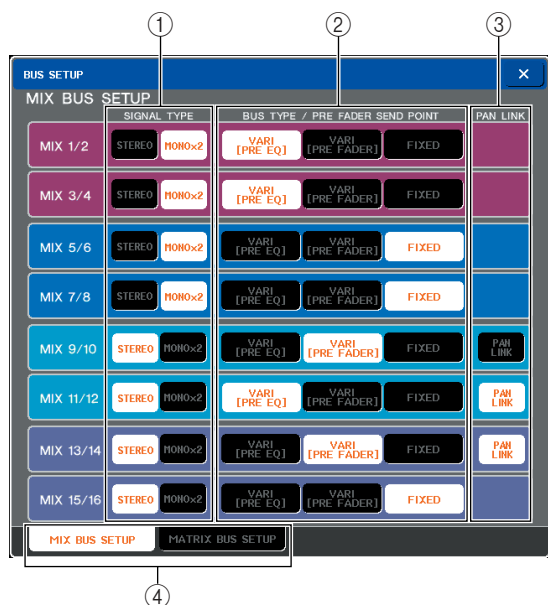 ① ② ③
BUS SETUP ×
MIX BUS SETUP
SIGNAL TYPE BUS TYPE / PRE FADER SEND POINT PAN LINK
MIX 1/2 STEREO MONO×2 VARI [PRE EQ] VARI [PRE FADER] FIXED
MIX 3/4 STEREO MONO×2 VARI [PRE EQ] VARI [PRE FADER] FIXED
MIX 5/6 STEREO MONO×2 VARI [PRE EQ] VARI [PRE FADER] FIXED
MIX 7/8 STEREO MONO×2 VARI [PRE EQ] VARI [PRE FADER] FIXED
MIX 9/10 STEREO MONO×2 VARI [PRE EQ] VARI [PRE FADER] FIXED PAN LINK
MIX 11/12 STEREO MONO×2 VARI [PRE EQ] VARI [PRE FADER] FIXED PAN LINK
MIX 13/14 STEREO MONO×2 VARI [PRE EQ] VARI [PRE FADER] FIXED PAN LINK
MIX 15/16 STEREO MONO×2 VARI [PRE EQ] VARI [PRE FADER] FIXED
MIX BUS SETUP MATRIX BUS SETUP
④